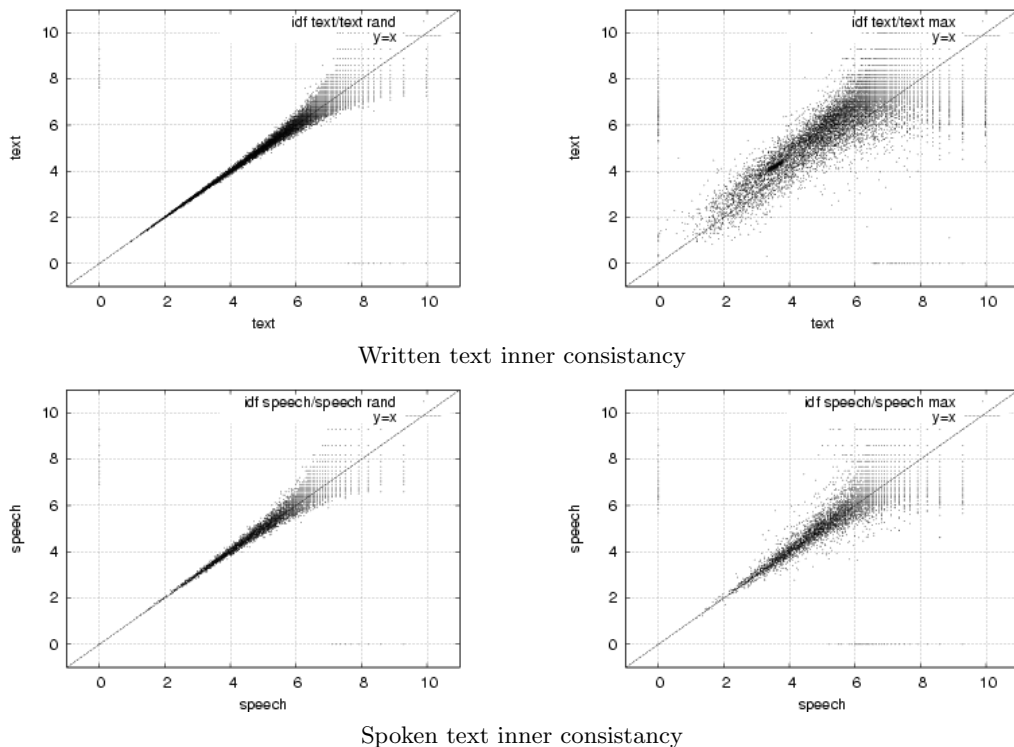 idf text/text rand
y=x
10
8
6
4
2
0
text
0 2 4 6 8 10
text
idf text/text max
y=x
10
8
6
4
2
0
text
0 2 4 6 8 10
text
Written text inner consistancy
idf speech/speech rand
y=x
10
8
6
4
2
0
speech
0 2 4 6 8 10
speech
idf speech/speech max
y=x
10
8
6
4
2
0
speech
0 2 4 6 8 10
speech
Spoken text inner consistancy